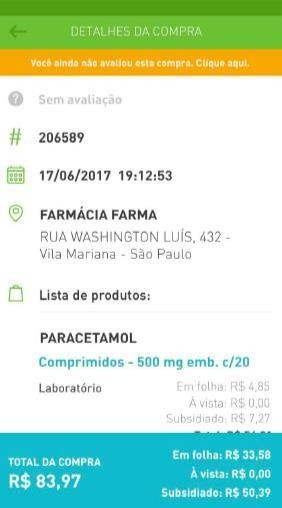 DETALHES DA COMPRA
Você ainda não avaliou esta compra. Clique aqui.
Sem avaliação
# 206589
17/06/2017 19:12:53
FARMÁCIA FARMA
RUA WASHINGTON LUÍS, 432 -
Vila Mariana - São Paulo
Lista de produtos:
PARACETAMOL
Comprimidos - 500 mg emb. c/20
Laboratório
Em folha: R$ 4,85
À vista: R$ 0,00
Subsidiado: R$ 7,27
TOTAL DA COMPRA
R$ 83,97
Em folha: R$ 33,58
À vista: R$ 0,00
Subsidiado: R$ 50,39